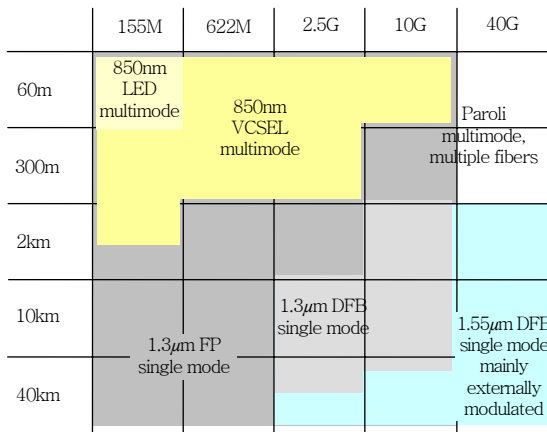 155M 622M 2.5G 10G 40G
60m
300m
2km
10km
40km
850nm
LED
multimode
850nm
VCSEL
multimode
Paroli
multimode,
multiple fibers
1.3μm FP
single mode
1.3μm DFB
single mode
1.55μm DFB
single mode
mainly
externally
modulated